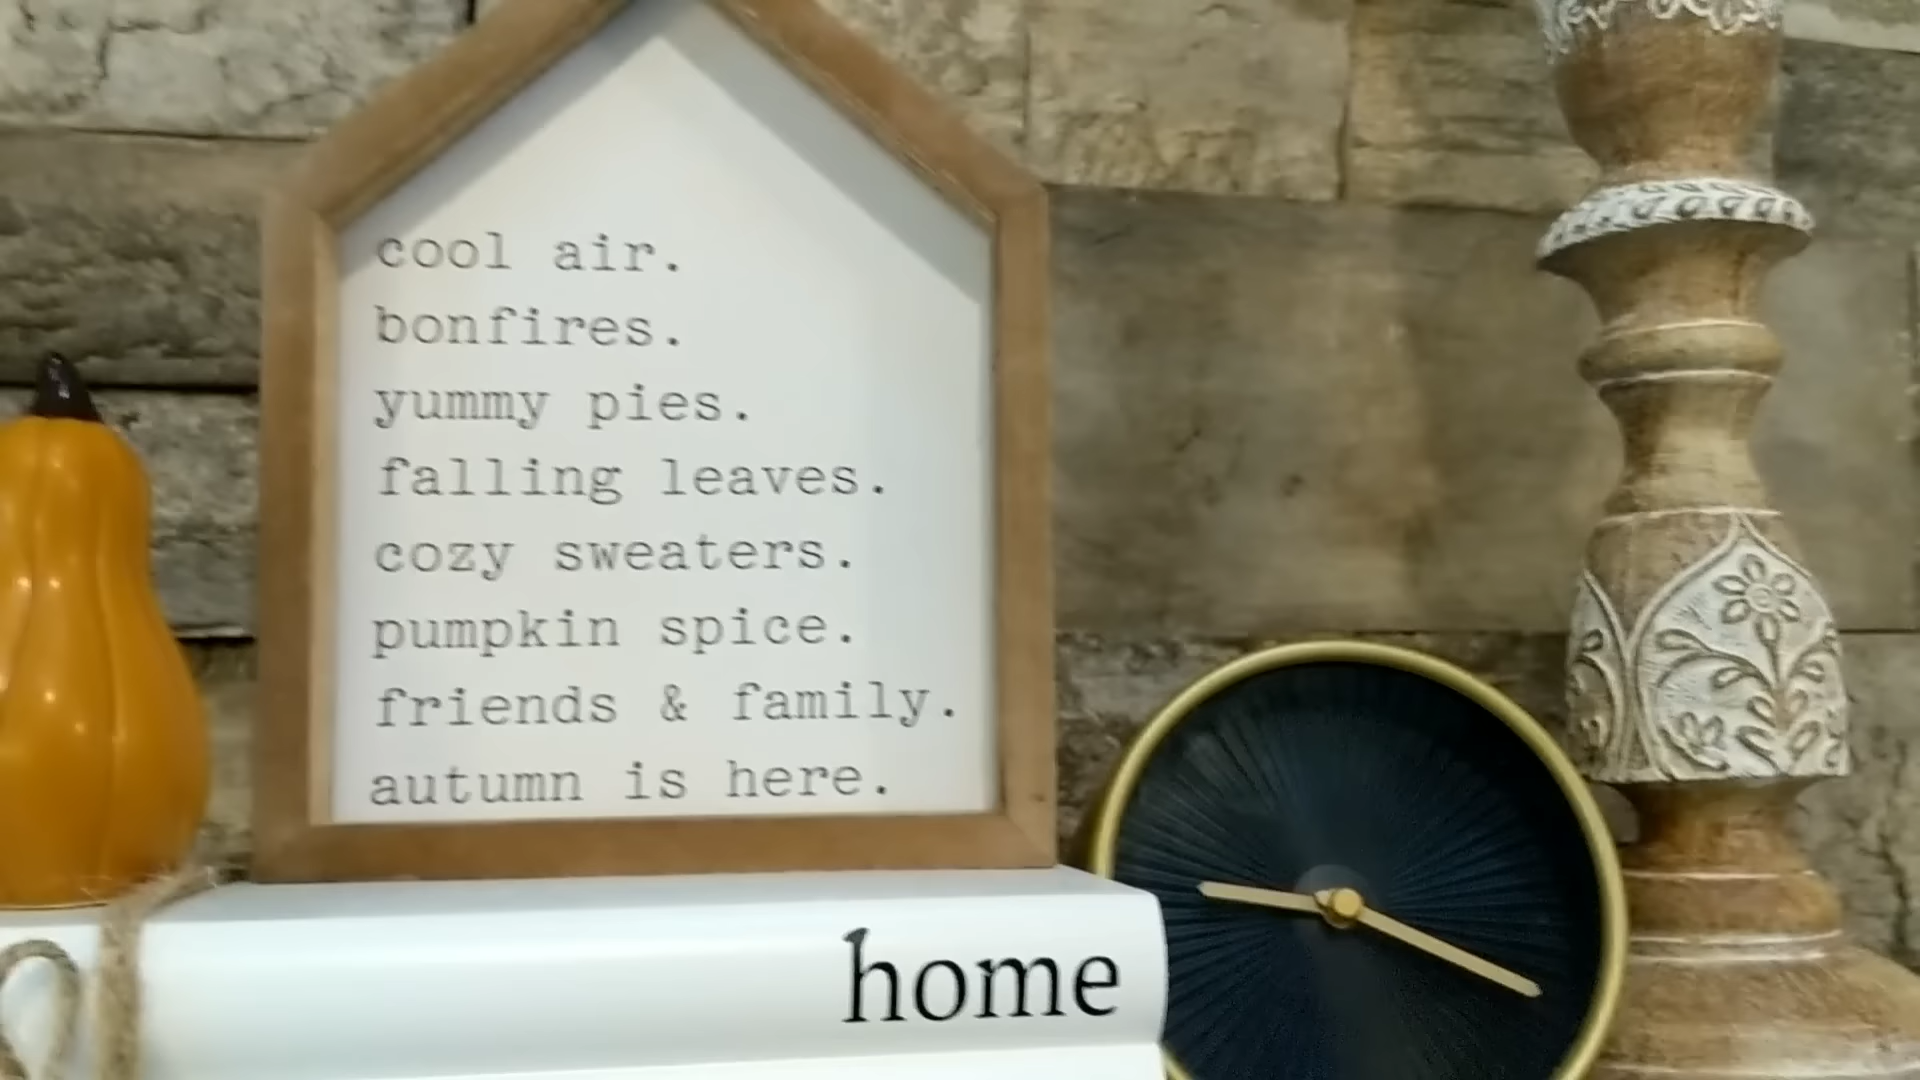 cool air.
bonfires.
yummy pies.
falling leaves.
cozy sweaters.
pumpkin spice.
friends & family.
autumn is here.
home